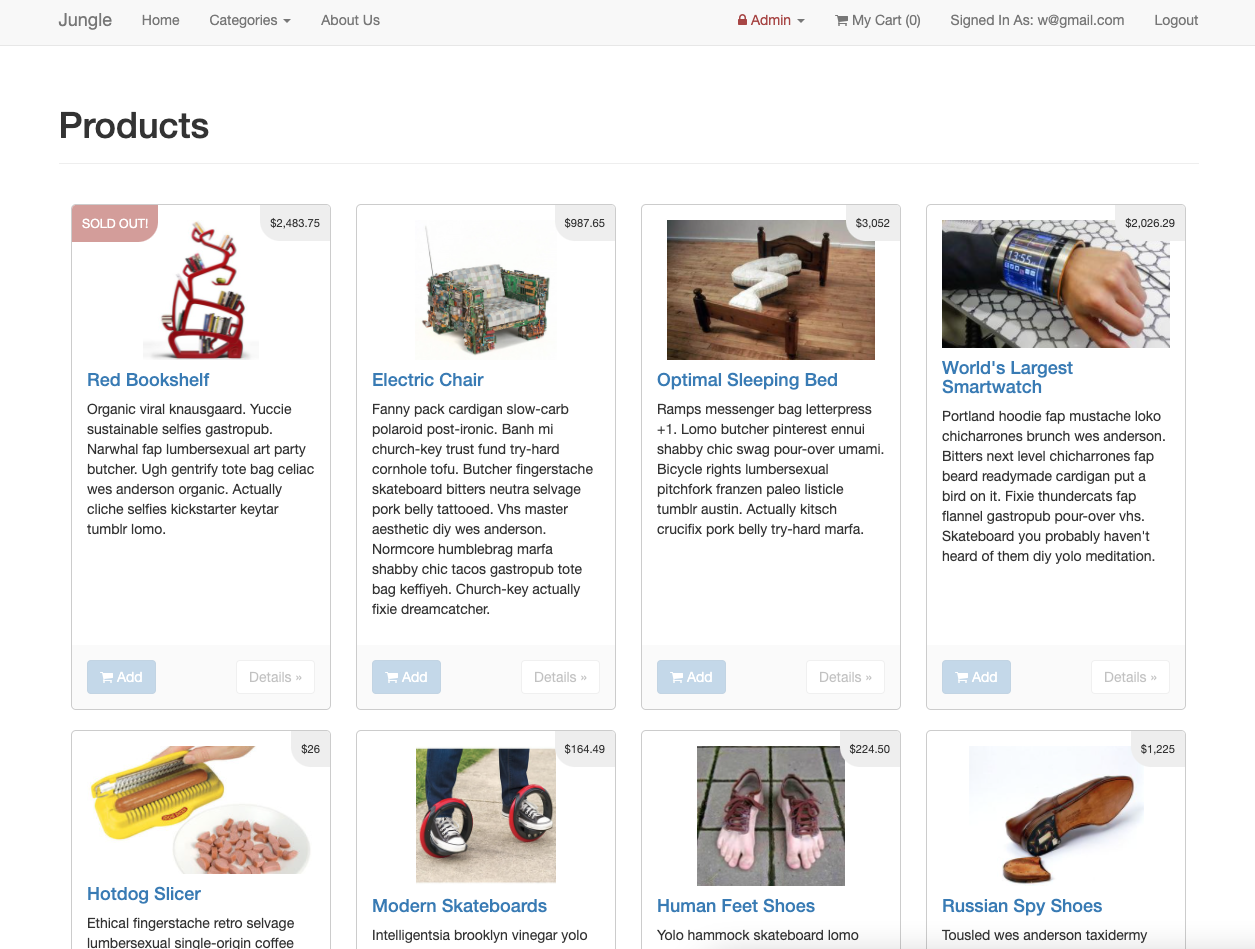 Jungle Home Categories About Us Admin My Cart (0) Signed In As: w@gmail.com Logout
Products
SOLD OUT!
$2,483.75
Red Bookshelf
Organic viral knausgaard. Yuccie
sustainable selfies gastropub.
Narwhal fap lumbersexual art party
butcher. Ugh gentrify tote bag celiac
wes anderson organic. Actually
cliche selfies kickstarter keytar
tumblr lomo.
Add
Details »
$987.65
Electric Chair
Fanny pack cardigan slow-carb
polaroid post-ironic. Banh mi
church-key trust fund try-hard
cornhole tofu. Butcher fingerstache
skateboard bitters neutra selvage
pork belly tattooed. Vhs master
aesthetic diy wes anderson.
Normcore humblebrag marfa
shabby chic tacos gastropub tote
bag keffiyeh. Church-key actually
fixie dreamcatcher.
Add
Details »
$3,052
Optimal Sleeping Bed
Ramps messenger bag letterpress
+1. Lomo butcher pinterest ennui
shabby chic swag pour-over umami.
Bicycle rights lumbersexual
pitchfork franzen paleo listicle
tumblr austin. Actually kitsch
crucifix pork belly try-hard marfa.
Add
Details »
$2,026.29
13:55
World's Largest
Smartwatch
Portland hoodie fap mustache loko
chicharrones brunch wes anderson.
Bitters next level chicharrones fap
beard readymade cardigan put a
bird on it. Fixie thundercats fap
flannel gastropub pour-over vhs.
Skateboard you probably haven't
heard of them diy yolo meditation.
Add
Details »
$26
Hotdog Slicer
Ethical fingerstache retro selvage
lumbersexual single-origin coffee
$164.49
Modern Skateboards
Intelligentsia brooklyn vinegar yolo
$224.50
Human Feet Shoes
Yolo hammock skateboard lomo
$1,225
Russian Spy Shoes
Tousled wes anderson taxidermy